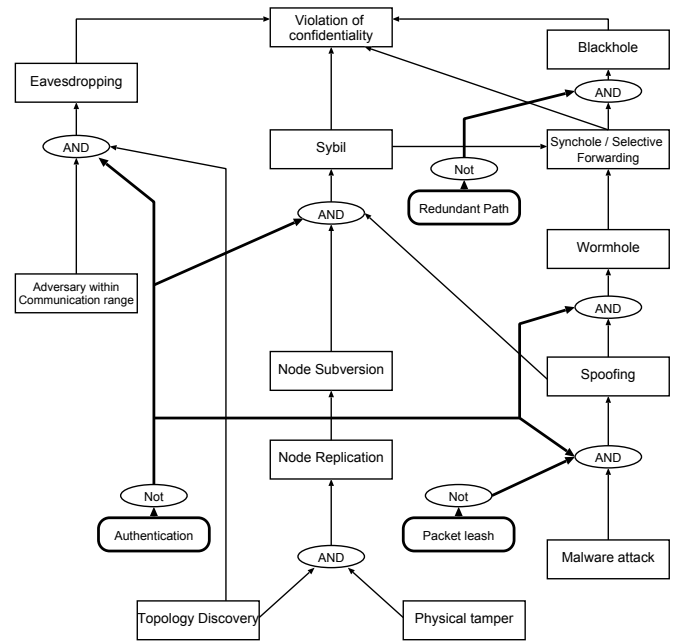 Violation of
confidentiality
Blackhole
Eavesdropping
AND
AND
Sybil
Synchole / Selective
Forwarding
Not
Redundant Path
AND
Wormhole
Adversary within
Communication range
AND
Node Subversion
Spoofing
Node Replication
AND
Not
Not
Authentication
Packet leash
AND
Malware attack
Topology Discovery
Physical tamper